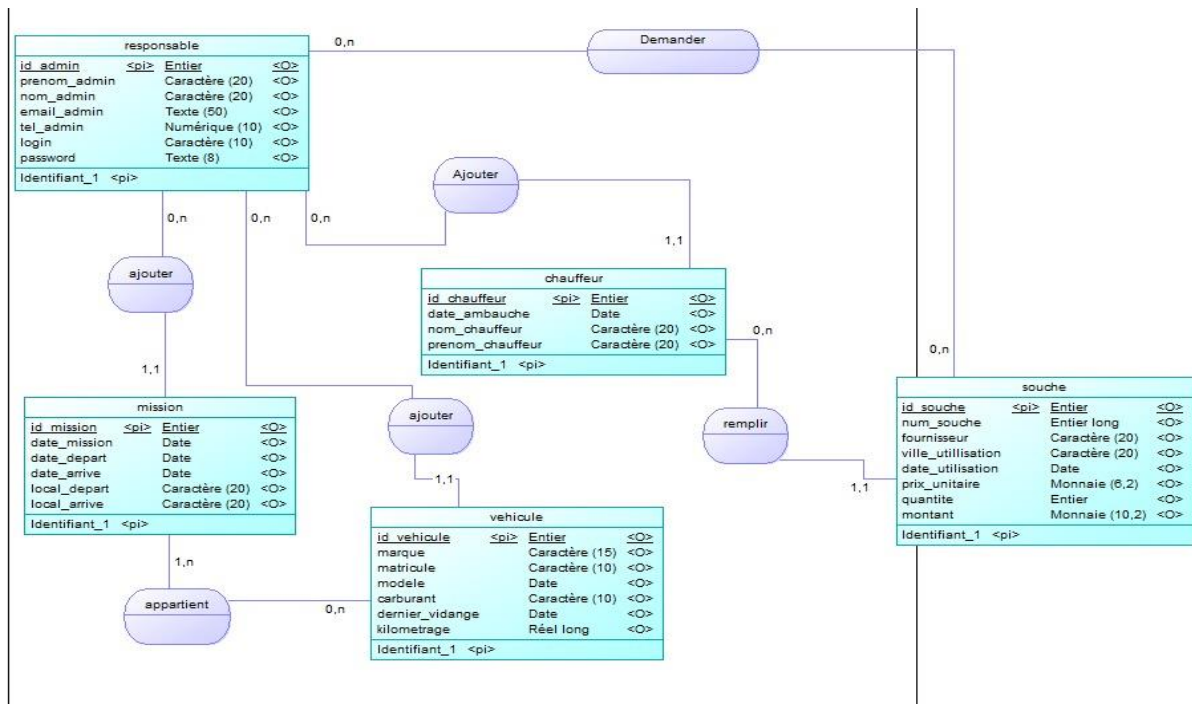 0,n
Demander
responsable
id_admin <pi> Entier <O>
prenom_admin Caractère (20) <O>
nom_admin Caractère (20) <O>
email_admin Texte (50) <O>
tel_admin Numérique (10) <O>
login Caractère (10) <O>
password Texte (8) <O>
Identifiant_1 <pi>
Ajouter
0,n
0,n
0,n
1,1
ajouter
chauffeur
id_chauffeur <pi> Entier <O>
date_ambauche Date <O>
nom_chauffeur Caractère (20) <O>
prenom_chauffeur Caractère (20) <O>
Identifiant_1 <pi>
0,n
0,n
1,1
mission
id_mission <pi> Entier <O>
date_mission Date <O>
date_depart Date <O>
date_arrive Date <O>
local_depart Caractère (20) <O>
local_arrive Caractère (20) <O>
Identifiant_1 <pi>
ajouter
remplir
souche
id_souche <pi> Entier <O>
num_souche Entier long <O>
fournisseur Caractère (20) <O>
ville_utillisation Caractère (20) <O>
date_utilisation Date <O>
prix_unitaire Monnaie (6,2) <O>
quantite Entier <O>
montant Monnaie (10,2) <O>
Identifiant_1 <pi>
1,1
1,1
vehicule
id_vehicule <pi> Entier <O>
marque Caractère (15) <O>
matricule Caractère (10) <O>
modele Date <O>
carburant Caractère (10) <O>
dernier_vidange Date <O>
kilometrage Réel long <O>
Identifiant_1 <pi>
1,n
appartient
0,n